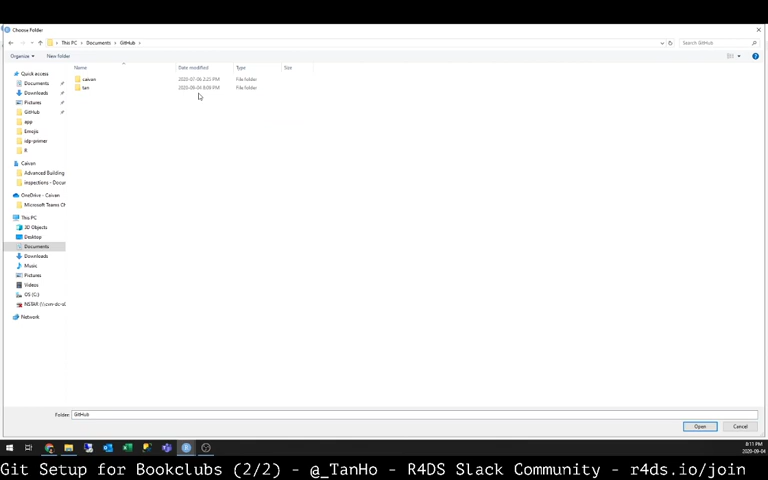 Choose Folder
This PC > Documents > GitHub >
Search GitHub
Organize
New folder
Name
Date modified
Type
Size
caivan
2020-07-06 2:21 PM
File folder
tan
2020-09-04 8:09 PM
File folder
Quick access
Documents
Downloads
Pictures
GitHub
app
Emojis
idp-primer
R
Caivan
Advanced Building
inspections - Docum
OneDrive - Caivan
Microsoft Teams Ch
This PC
3D Objects
Desktop
Documents
Downloads
Music
Pictures
Videos
OS (C:)
Network
Folder:
GitHub
Open
Cancel
8:11 PM
2020-09-04
Git Setup for Bookclubs (2/2) - @_TanHo - R4DS Slack Community - r4ds.io/join